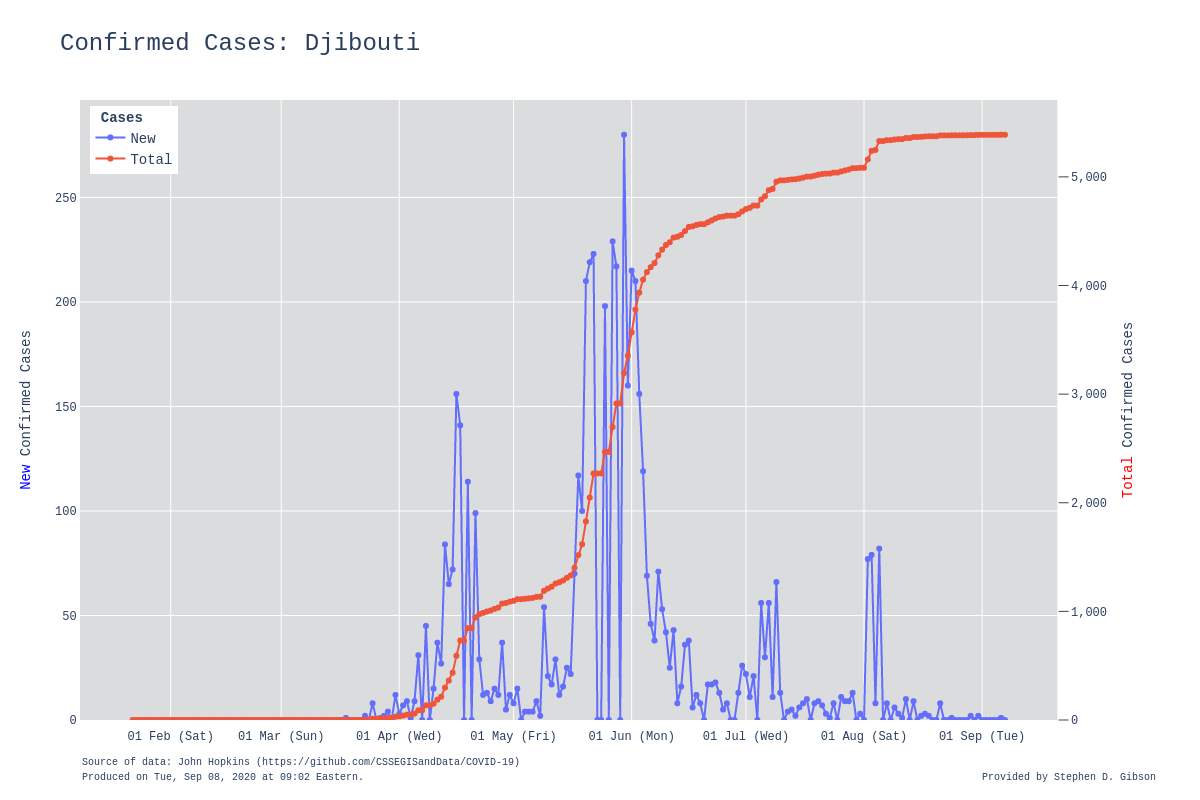 Confirmed Cases: Djibouti
Cases
New
Total
250
200
150
100
50
0
New Confirmed Cases
5,000
4,000
3,000
2,000
1,000
0
Total Confirmed Cases
01 Feb (Sat) 01 Mar (Sun) 01 Apr (Wed) 01 May (Fri) 01 Jun (Mon) 01 Jul (Wed) 01 Aug (Sat) 01 Sep (Tue)
Source of data: John Hopkins (https://github.com/CSSEGISandData/COVID-19)
Produced on Tue, Sep 08, 2020 at 09:02 Eastern.
Provided by Stephen D. Gibson